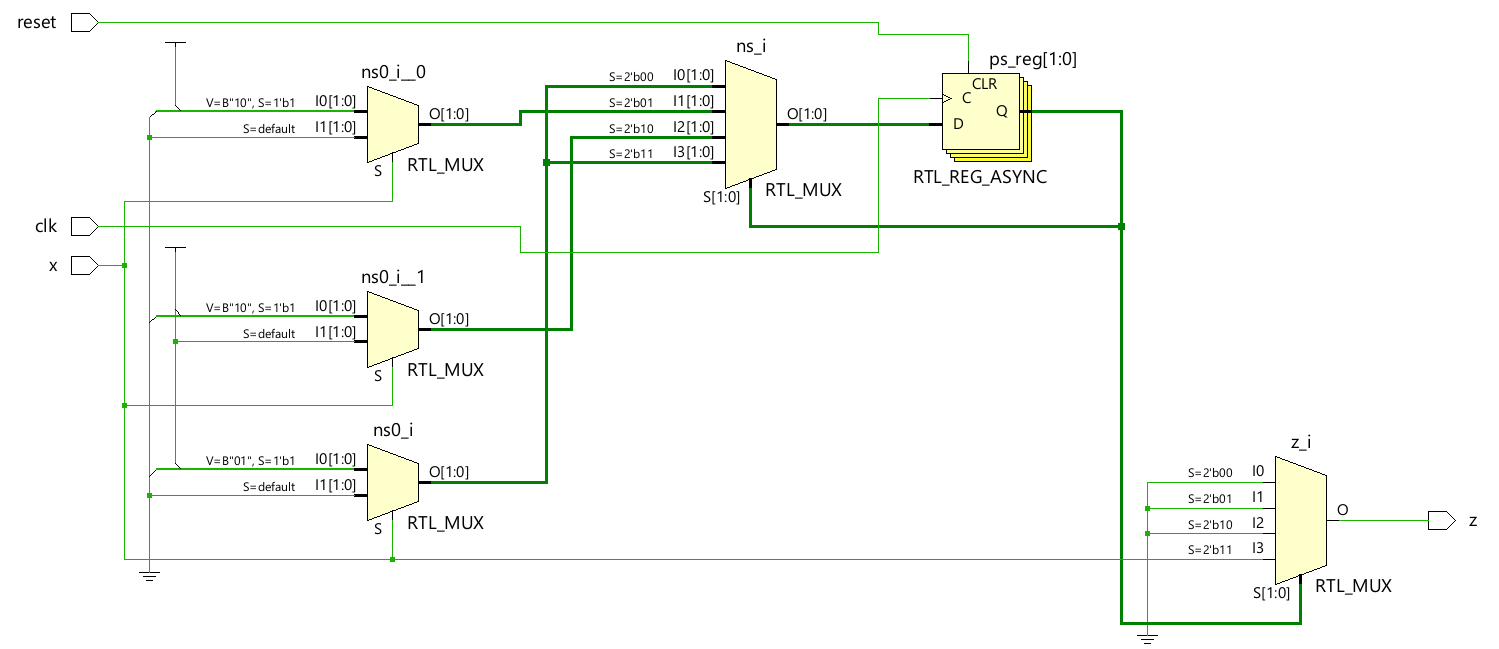 reset
ns_i
ps_reg[1:0]
ns0_i__0
S=2'b00 I0[1:0]
CLR
V=B"10", S=1'b1 I0[1:0]
S=2'b01 I1[1:0]
C
Q
O[1:0]
O[1:0]
D
S=default I1[1:0]
S=2'b10 I2[1:0]
S=2'b11 I3[1:0]
S
RTL_MUX
RTL_REG_ASYNC
S[1:0]
RTL_MUX
clk
x
ns0_i__1
V=B"10", S=1'b1 I0[1:0]
O[1:0]
S=default I1[1:0]
S
RTL_MUX
ns0_i
z_i
V=B"01", S=1'b1 I0[1:0]
O[1:0]
S=2'b00 I0
S=default I1[1:0]
S=2'b01 I1
O
z
S
RTL_MUX
S=2'b10 I2
S=2'b11 I3
S[1:0]
RTL_MUX